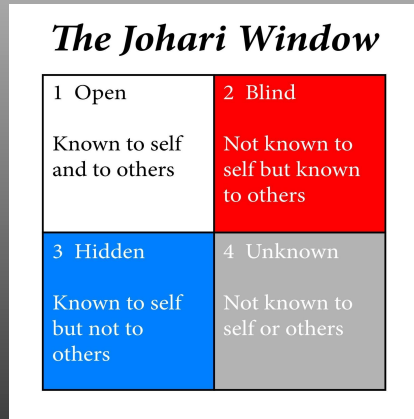 The Johari Window
1 Open
Known to self
and to others
2 Blind
Not known to
self but known
to others
3 Hidden
Known to self
but not to
others
4 Unknown
Not known to
self or others